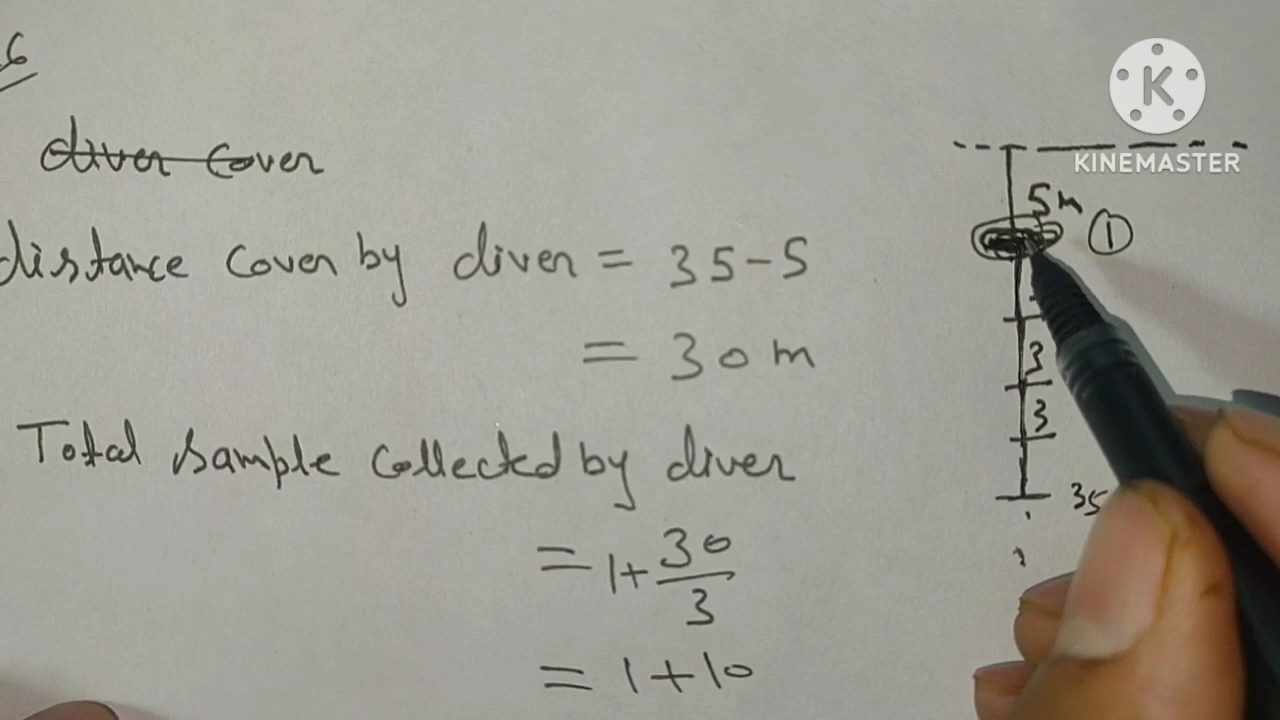 6
diver cover
distance cover by diver = 35-5
= 30 m
Total sample collected by diver
= 1+ 30/3
= 1+10
KINEMASTER
5m
1
3
3
35